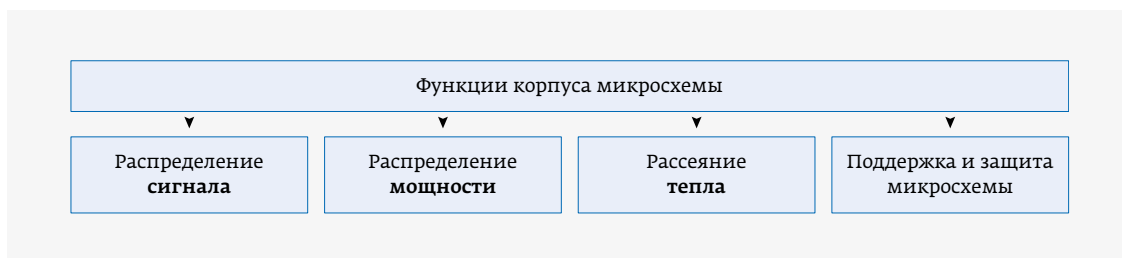 Функции корпуса микросхемы
Распределение
сигнала
Распределение
мощности
Рассеяние
тепла
Поддержка и защита
микросхемы